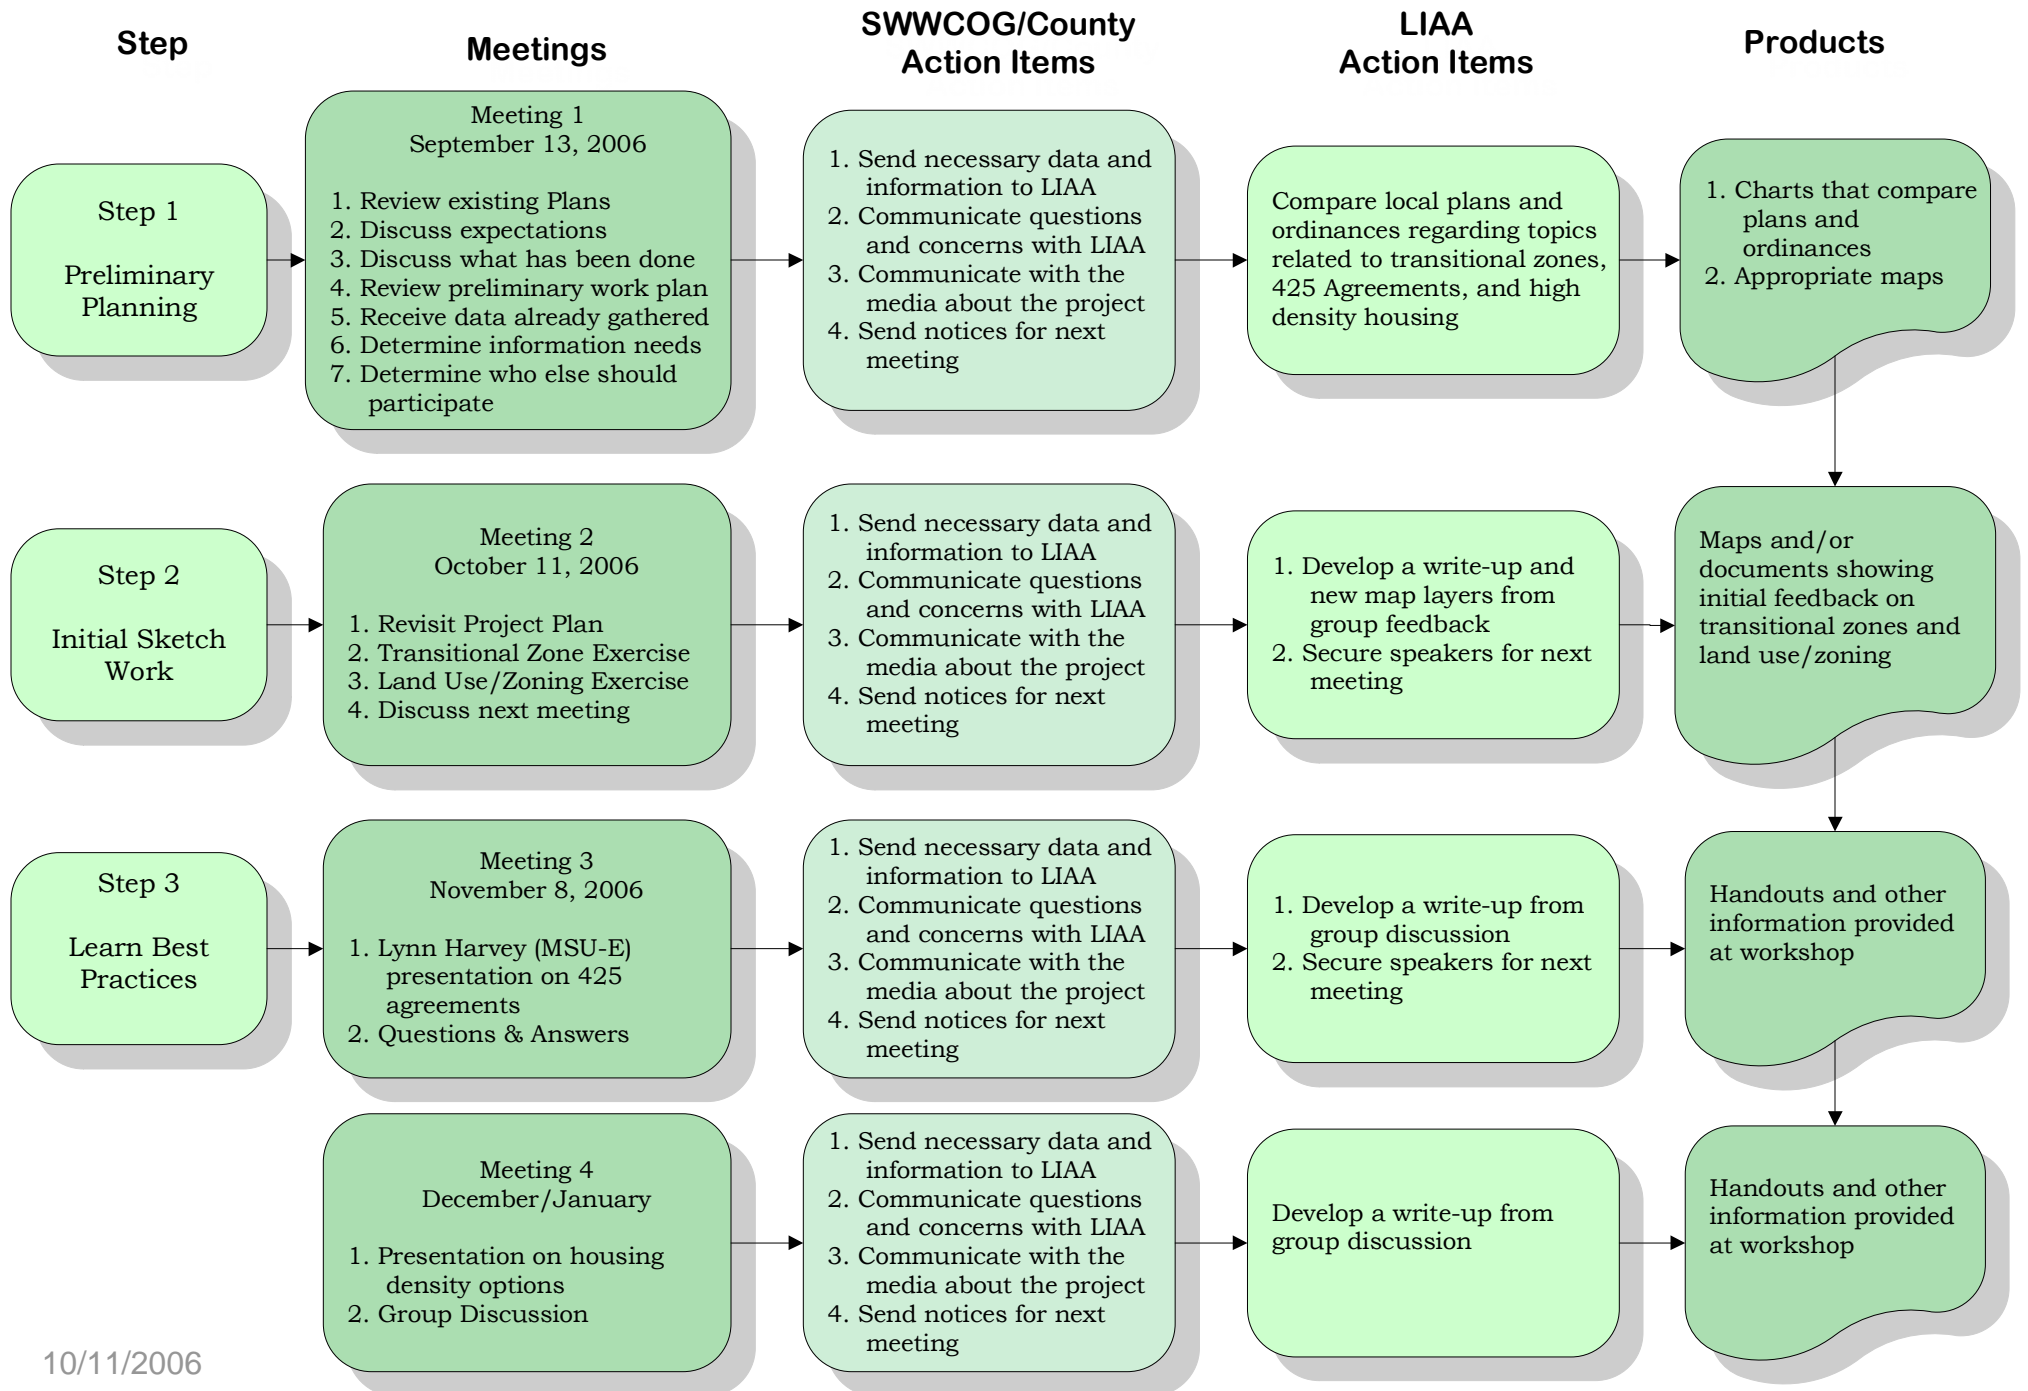 Step
Meetings
SWWCOG/County
Action Items
LIAA
Action Items
Products
Step 1
Preliminary
Planning
Meeting 1
September 13, 2006
1. Review existing Plans
2. Discuss expectations
3. Discuss what has been done
4. Review preliminary work plan
5. Receive data already gathered
6. Determine information needs
7. Determine who else should
participate
1. Send necessary data and
information to LIAA
2. Communicate questions
and concerns with LIAA
3. Communicate with the
media about the project
4. Send notices for next
meeting
Compare local plans and
ordinances regarding topics
related to transitional zones,
425 Agreements, and high
density housing
1. Charts that compare
plans and
ordinances
2. Appropriate maps
Step 2
Initial Sketch
Work
Meeting 2
October 11, 2006
1. Revisit Project Plan
2. Transitional Zone Exercise
3. Land Use/Zoning Exercise
4. Discuss next meeting
1. Send necessary data and
information to LIAA
2. Communicate questions
and concerns with LIAA
3. Communicate with the
media about the project
4. Send notices for next
meeting
1. Develop a write-up and
new map layers from
group feedback
2. Secure speakers for next
meeting
Maps and/or
documents showing
initial feedback on
transitional zones and
land use/zoning
Step 3
Learn Best
Practices
Meeting 3
November 8, 2006
1. Lynn Harvey (MSU-E)
presentation on 425
agreements
2. Questions & Answers
1. Send necessary data and
information to LIAA
2. Communicate questions
and concerns with LIAA
3. Communicate with the
media about the project
4. Send notices for next
meeting
1. Develop a write-up from
group discussion
2. Secure speakers for next
meeting
Handouts and other
information provided
at workshop
Meeting 4
December/January
1. Presentation on housing
density options
2. Group Discussion
1. Send necessary data and
information to LIAA
2. Communicate questions
and concerns with LIAA
3. Communicate with the
media about the project
4. Send notices for next
meeting
Develop a write-up from
group discussion
Handouts and other
information provided
at workshop
10/11/2006